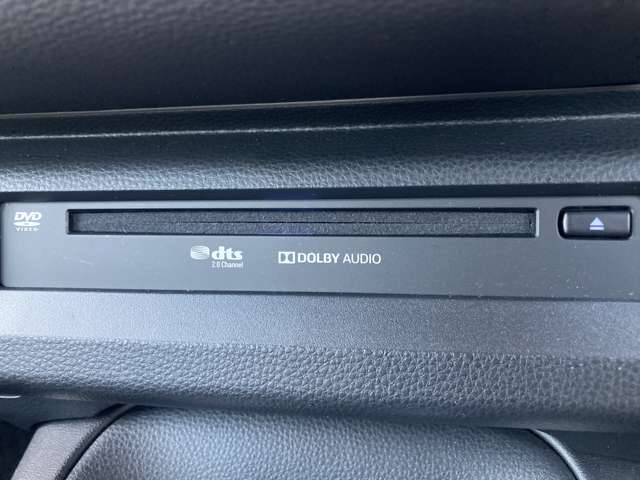 DVD
VIDEO
dts
2.0 Channel
DOLBY AUDIO